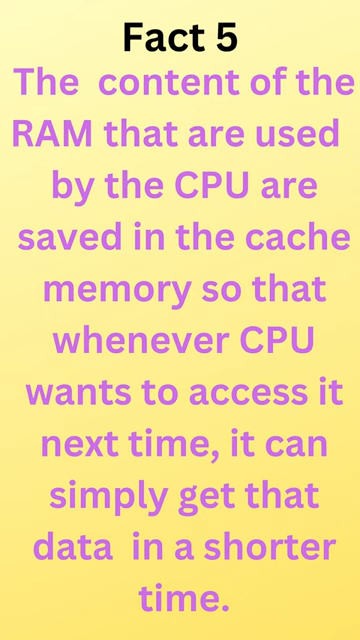 Fact 5
The  content of the
RAM that are used
by the CPU are
saved in the cache
memory so that
whenever CPU
wants to access it
next time, it can
simply get that
data  in a shorter
time.